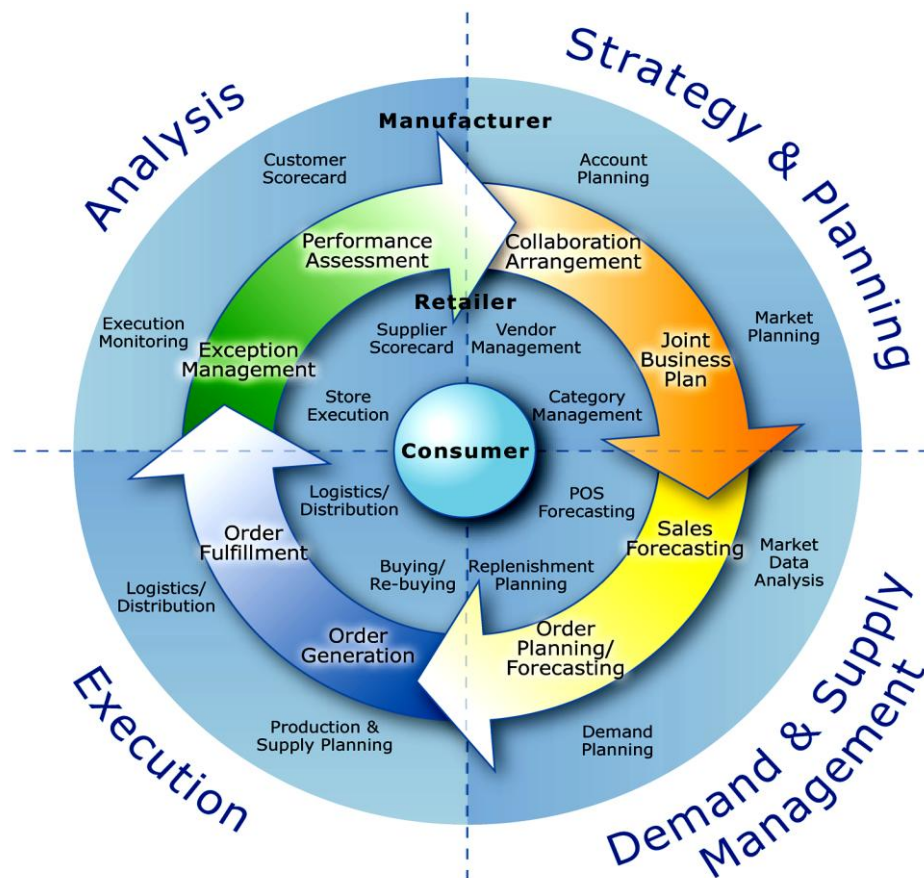 Analysis
Strategy & Planning
Manufacturer
Customer
Scorecard
Account
Planning
Performance
Assessment
Collaboration
Arrangement
Retailer
Execution
Monitoring
Exception
Management
Supplier
Scorecard
Vendor
Management
Joint
Business
Plan
Market
Planning
Store
Execution
Category
Management
Consumer
Logistics/
Distribution
POS
Forecasting
Order
Fulfillment
Sales
Forecasting
Market
Data
Analysis
Logistics/
Distribution
Buying/
Re-buying
Replenishment
Planning
Order
Generation
Order
Planning/
Forecasting
Production &
Supply Planning
Demand
Planning
Execution
Demand & Supply
Management